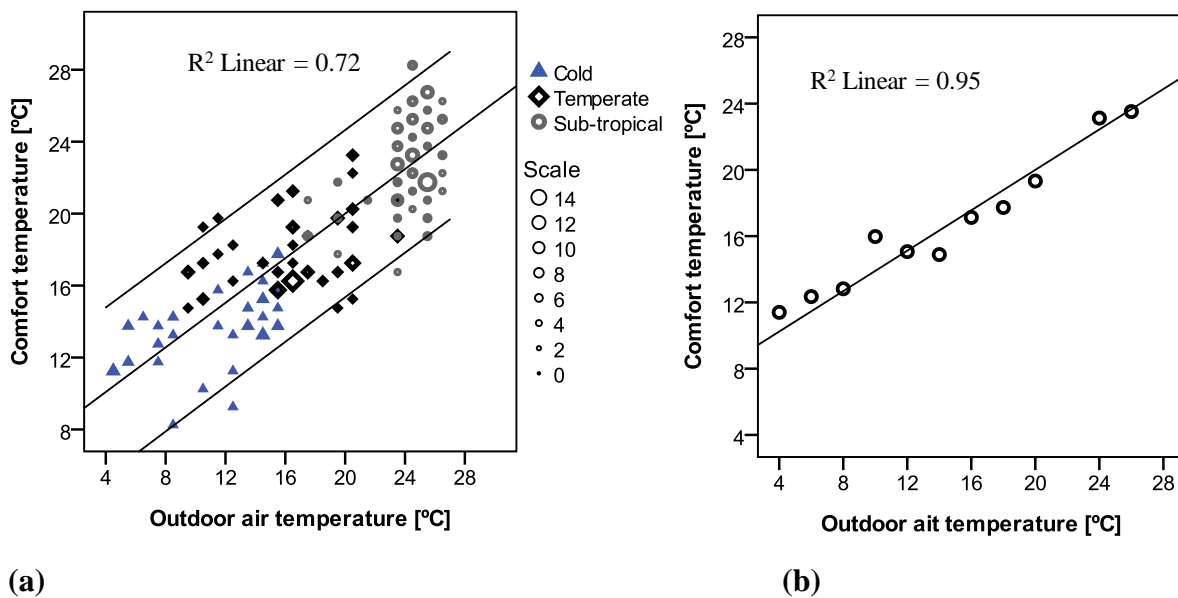 R² Linear = 0.72
28
24
20
16
12
8
Comfort temperature [ºC]
4 8 12 16 20 24 28
Outdoor air temperature [ºC]
Cold
Temperate
Sub-tropical
Scale
14
12
10
8
6
4
2
0
(a)
R² Linear = 0.95
28
24
20
16
12
8
4
Comfort temperature [ºC]
4 8 12 16 20 24 28
Outdoor ait temperature [ºC]
(b)